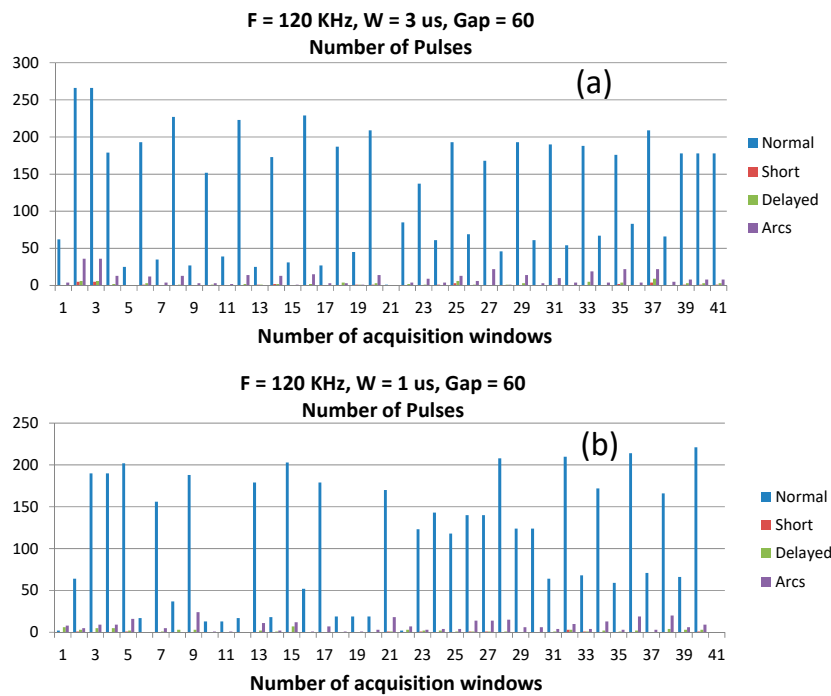 F = 120 KHz, W = 3 us, Gap = 60
Number of Pulses
(a)
300
250
200
150
100
50
0
Normal
Short
Delayed
Arcs
1 3 5 7 9 11 13 15 17 19 21 23 25 27 29 31 33 35 37 39 41
Number of acquisition windows
F = 120 KHz, W = 1 us, Gap = 60
Number of Pulses
(b)
250
200
150
100
50
0
Normal
Short
Delayed
Arcs
1 3 5 7 9 11 13 15 17 19 21 23 25 27 29 31 33 35 37 39 41
Number of acquisition windows